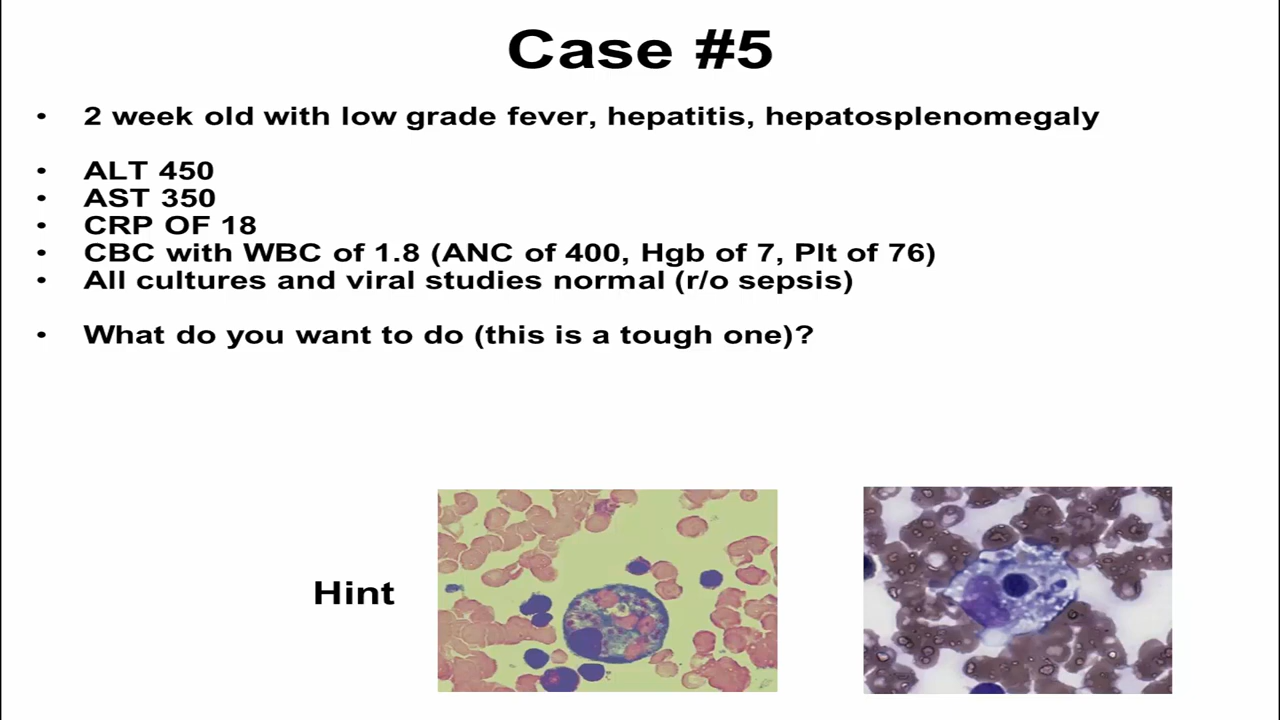 Case #5
• 2 week old with low grade fever, hepatitis, hepatosplenomegaly
• ALT 450
• AST 350
• CRP OF 18
• CBC with WBC of 1.8 (ANC of 400, Hgb of 7, Plt of 76)
• All cultures and viral studies normal (r/o sepsis)
• What do you want to do (this is a tough one)?
Hint